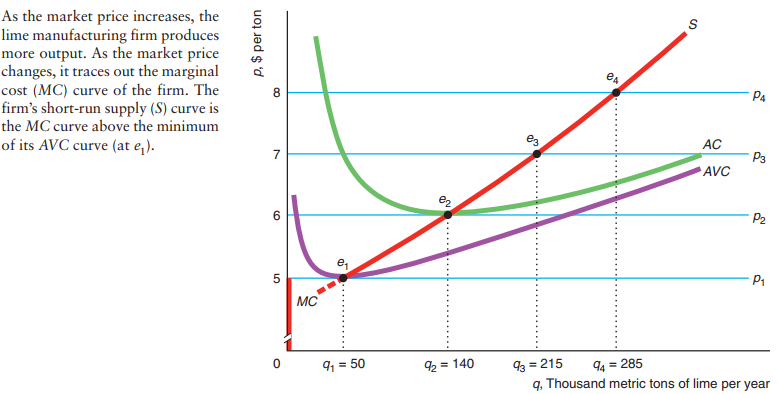 As the market price increases, the
lime manufacturing firm produces
more output. As the market price
changes, it traces out the marginal
cost (MC) curve of the firm. The
firm's short-run supply (S) curve is
the MC curve above the minimum
of its AVC curve (at e₁).
p, $ per ton
S
8
e₄
p₄
7
e₃
AC
p₃
AVC
6
e₂
p₂
5
e₁
p₁
MC
0
q₁ = 50
q₂ = 140
q₃ = 215
q₄ = 285
q, Thousand metric tons of lime per year